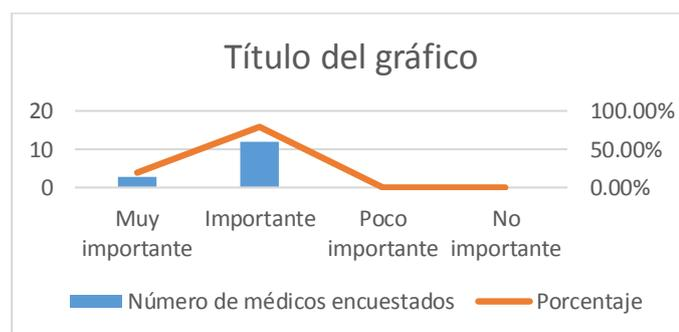 Título del gráfico
20
10
0
100.00%
50.00%
0.00%
Muy importante
Importante
Poco importante
No importante
Número de médicos encuestados
Porcentaje